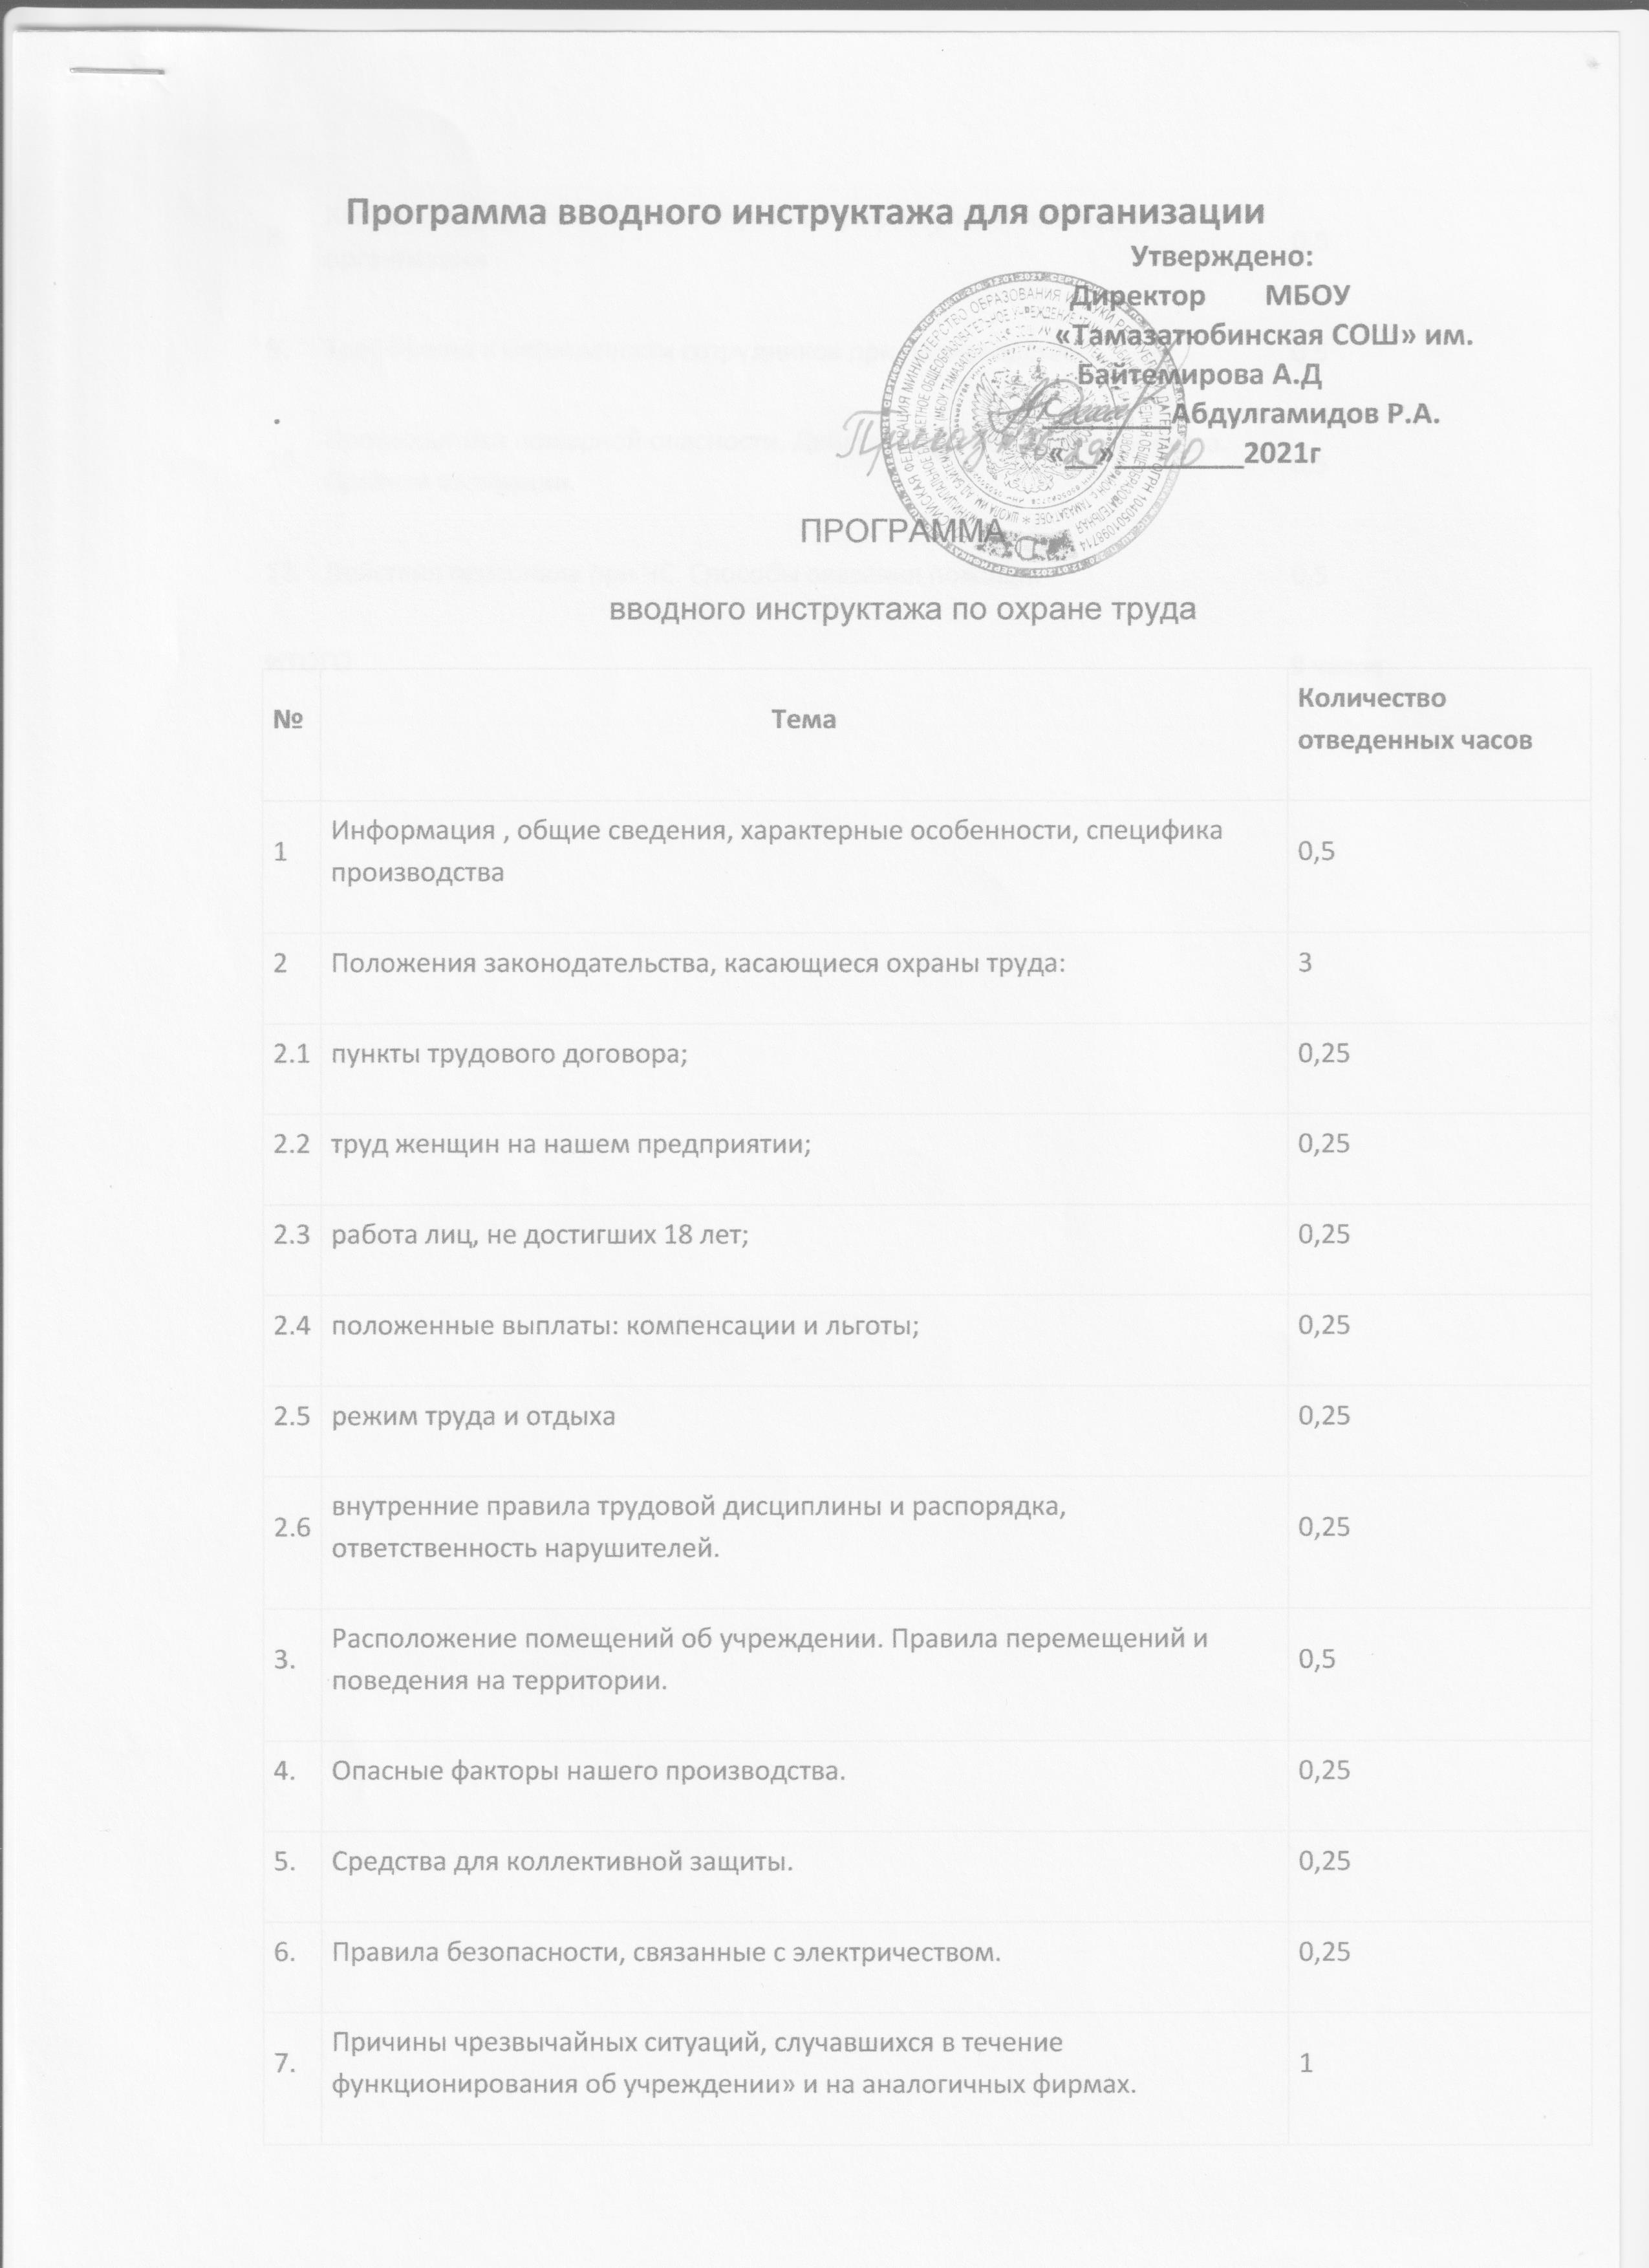 Программа вводного инструктажа для организации
Утверждено:
Директор МБОУ
«Тамазатюбинская СОШ» им.
Байтемирова А.Д
Абдулгамидов Р.А.
Приказ №
«29» 10 2021г
ПРОГРАММА
вводного инструктажа по охране труда
№ Тема Количество
отведенных часов
1 Информация , общие сведения, характерные особенности, специфика
производства 0,5
2 Положения законодательства, касающиеся охраны труда: 3
2.1 пункты трудового договора; 0,25
2.2 труд женщин на нашем предприятии; 0,25
2.3 работа лиц, не достигших 18 лет; 0,25
2.4 положенные выплаты: компенсации и льготы; 0,25
2.5 режим труда и отдыха 0,25
2.6 внутренние правила трудовой дисциплины и распорядка,
ответственность нарушителей. 0,25
3. Расположение помещений об учреждении. Правила перемещений и
поведения на территории. 0,5
4. Опасные факторы нашего производства. 0,25
5. Средства для коллективной защиты. 0,25
6. Правила безопасности, связанные с электричеством. 0,25
7. Причины чрезвычайных ситуаций, случавшихся в течение
функционирования об учреждении» и на аналогичных фирмах. 1